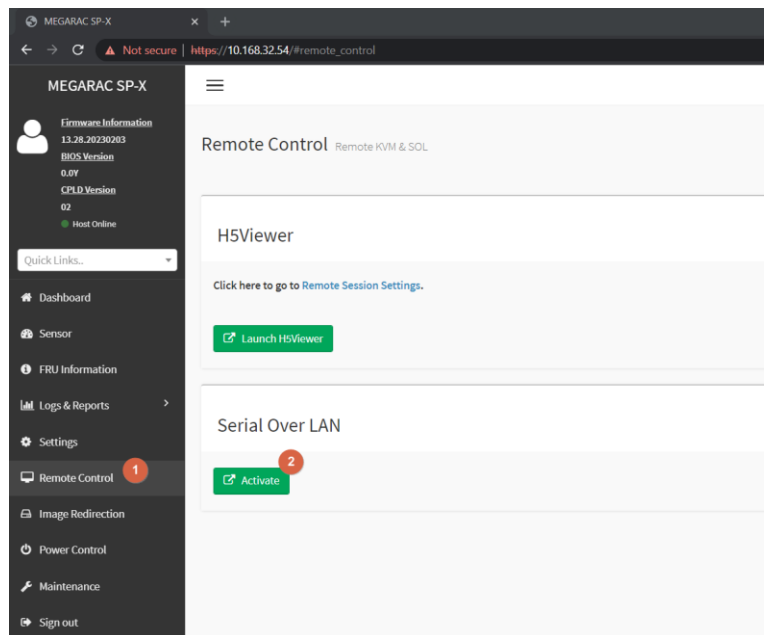 MEGARAC SP-X
Not secure | https://10.168.32.54/#remote_control
MEGARAC SP-X
Firmware Information
13.28.20230203
BIOS Version
0.0Y
CPLD Version
02
Host Online
Quick Links..
Dashboard
Sensor
FRU Information
Logs & Reports
Settings
Remote Control 1
Image Redirection
Power Control
Maintenance
Sign out
Remote Control Remote KVM & SOL
H5Viewer
Click here to go to Remote Session Settings.
Launch H5Viewer
Serial Over LAN
2
Activate